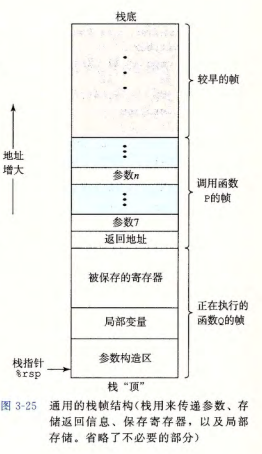 栈底
较早的帧
地址
增大
参数n
调用函数
P的帧
参数7
返回地址
被保存的寄存器
正在执行的
函数Q的帧
局部变量
参数构造区
栈指针
%rsp
栈“顶”
图 3-25 通用的栈帧结构(栈用来传递参数、存
储返回信息、保存寄存器，以及局部
存储。省略了不必要的部分)